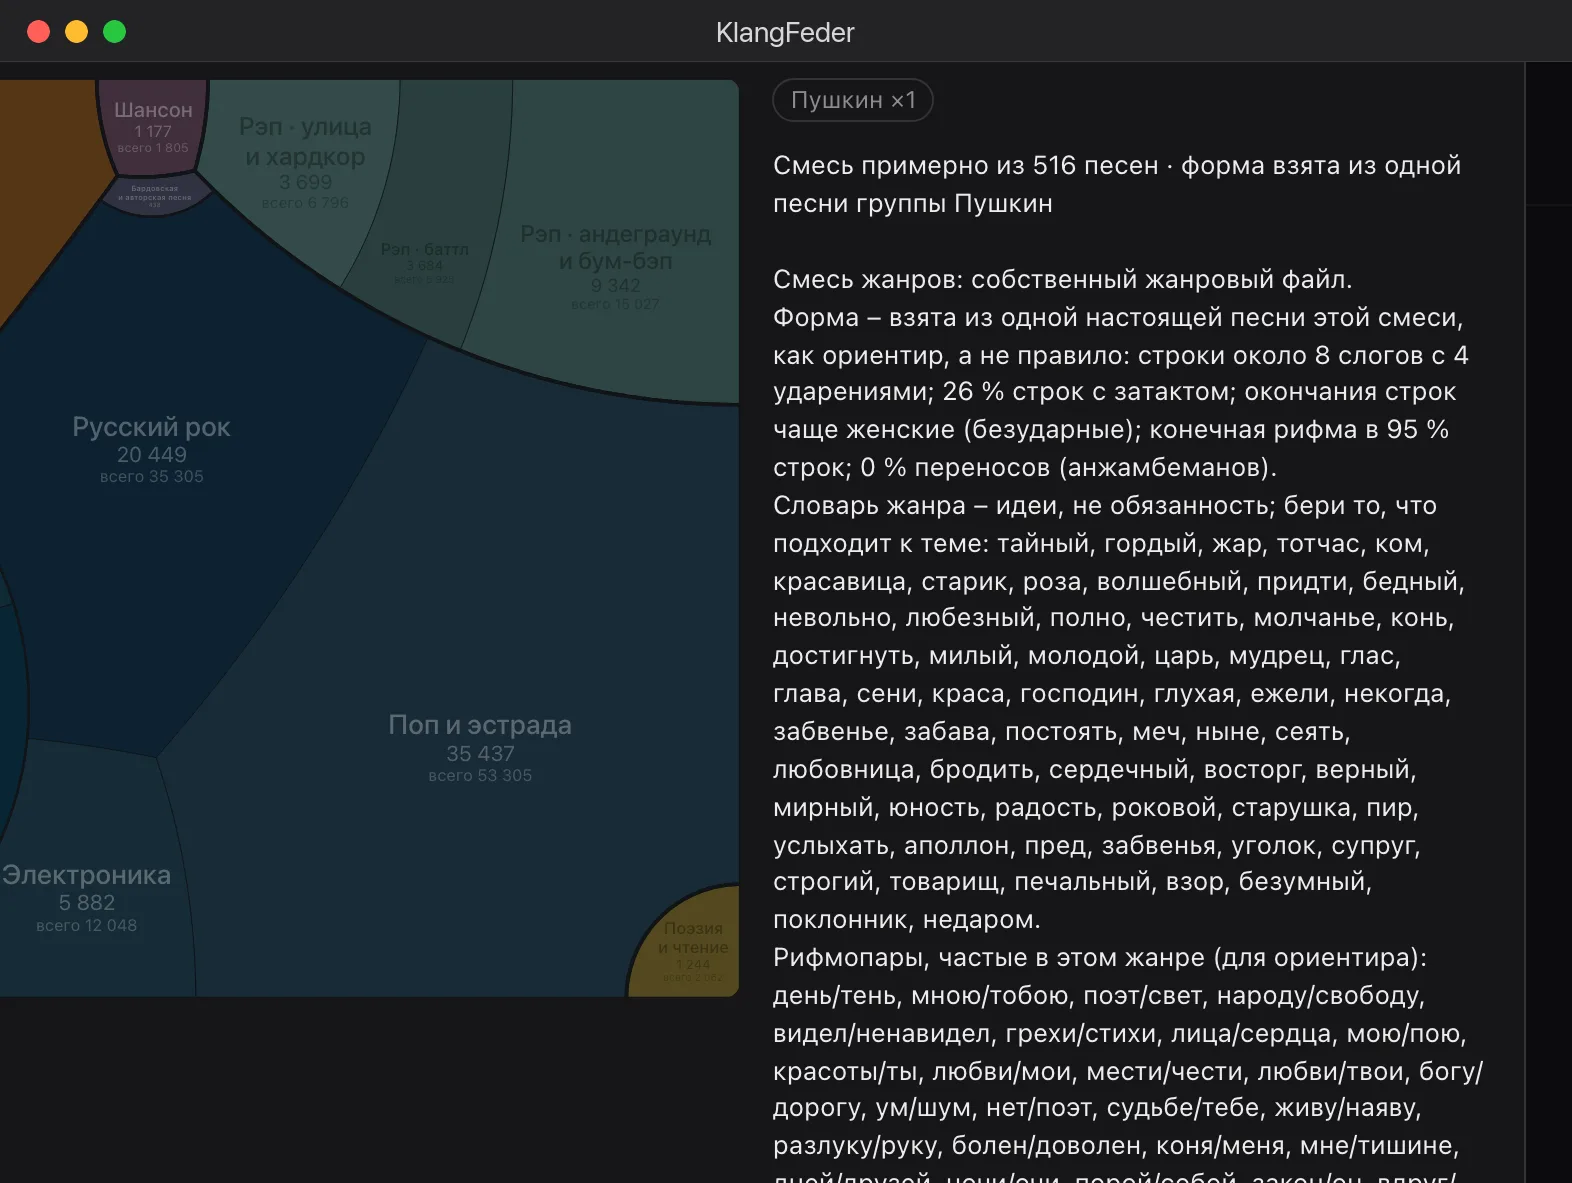 KlangFeder
Шансон
1 177
всего 1 805
Бардовская
и авторская песня
Рэп · улица
и хардкор
3 699
всего 6 796
Рэп · баттл
3 684
Рэп · андеграунд
и бум-бэп
9 342
всего 15 027
Русский рок
20 449
всего 35 305
Поп и эстрада
35 437
всего 53 305
Электроника
5 882
всего 12 048
Поэзия
и чтение
1 244
Пушкин ×1
Смесь примерно из 516 песен · форма взята из одной
песни группы Пушкин
Смесь жанров: собственный жанровый файл.
Форма – взята из одной настоящей песни этой смеси,
как ориентир, а не правило: строки около 8 слогов с 4
ударениями; 26 % строк с затактом; окончания строк
чаще женские (безударные); конечная рифма в 95 %
строк; 0 % переносов (анжамбеманов).
Словарь жанра – идеи, не обязанность; бери то, что
подходит к теме: тайный, гордый, жар, тотчас, ком,
красавица, старик, роза, волшебный, придти, бедный,
невольно, любезный, полно, честить, молчанье, конь,
достигнуть, милый, молодой, царь, мудрец, глас,
глава, сени, краса, господин, глухая, ежели, некогда,
забвенье, забава, постоять, меч, ныне, сеять,
любовница, бродить, сердечный, восторг, верный,
мирный, юность, радость, роковой, старушка, пир,
услыхать, аполлон, пред, забвенья, уголок, супруг,
строгий, товарищ, печальный, взор, безумный,
поклонник, недаром.
Рифмопары, частые в этом жанре (для ориентира):
день/тень, мною/тобою, поэт/свет, народу/свободу,
видел/ненавидел, грехи/стихи, лица/сердца, мою/пою,
красоты/ты, любви/мои, мести/чести, любви/твои, богу/
дорогу, ум/шум, нет/поэт, судьбе/тебе, живу/наяву,
разлуку/руку, болен/доволен, коня/меня, мне/тишине,